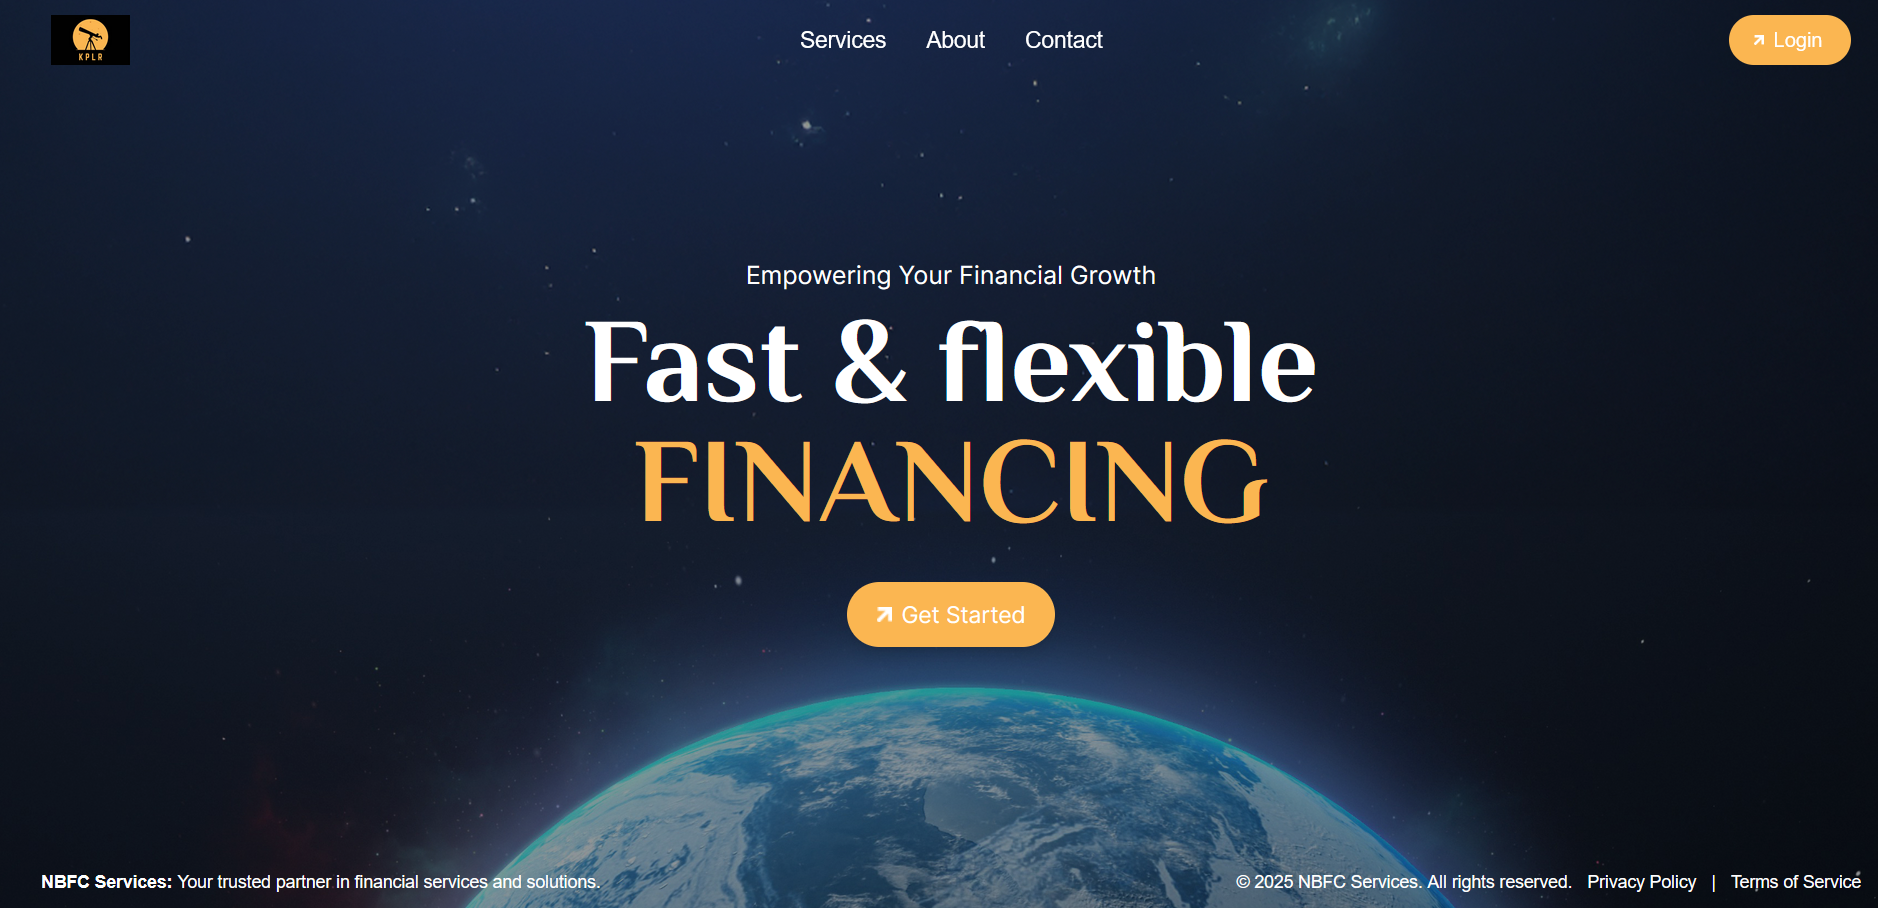 KPLR
Services
About
Contact
Login
Empowering Your Financial Growth
Fast & flexible
FINANCING
Get Started
NBFC Services: Your trusted partner in financial services and solutions.
© 2025 NBFC Services. All rights reserved. Privacy Policy | Terms of Service